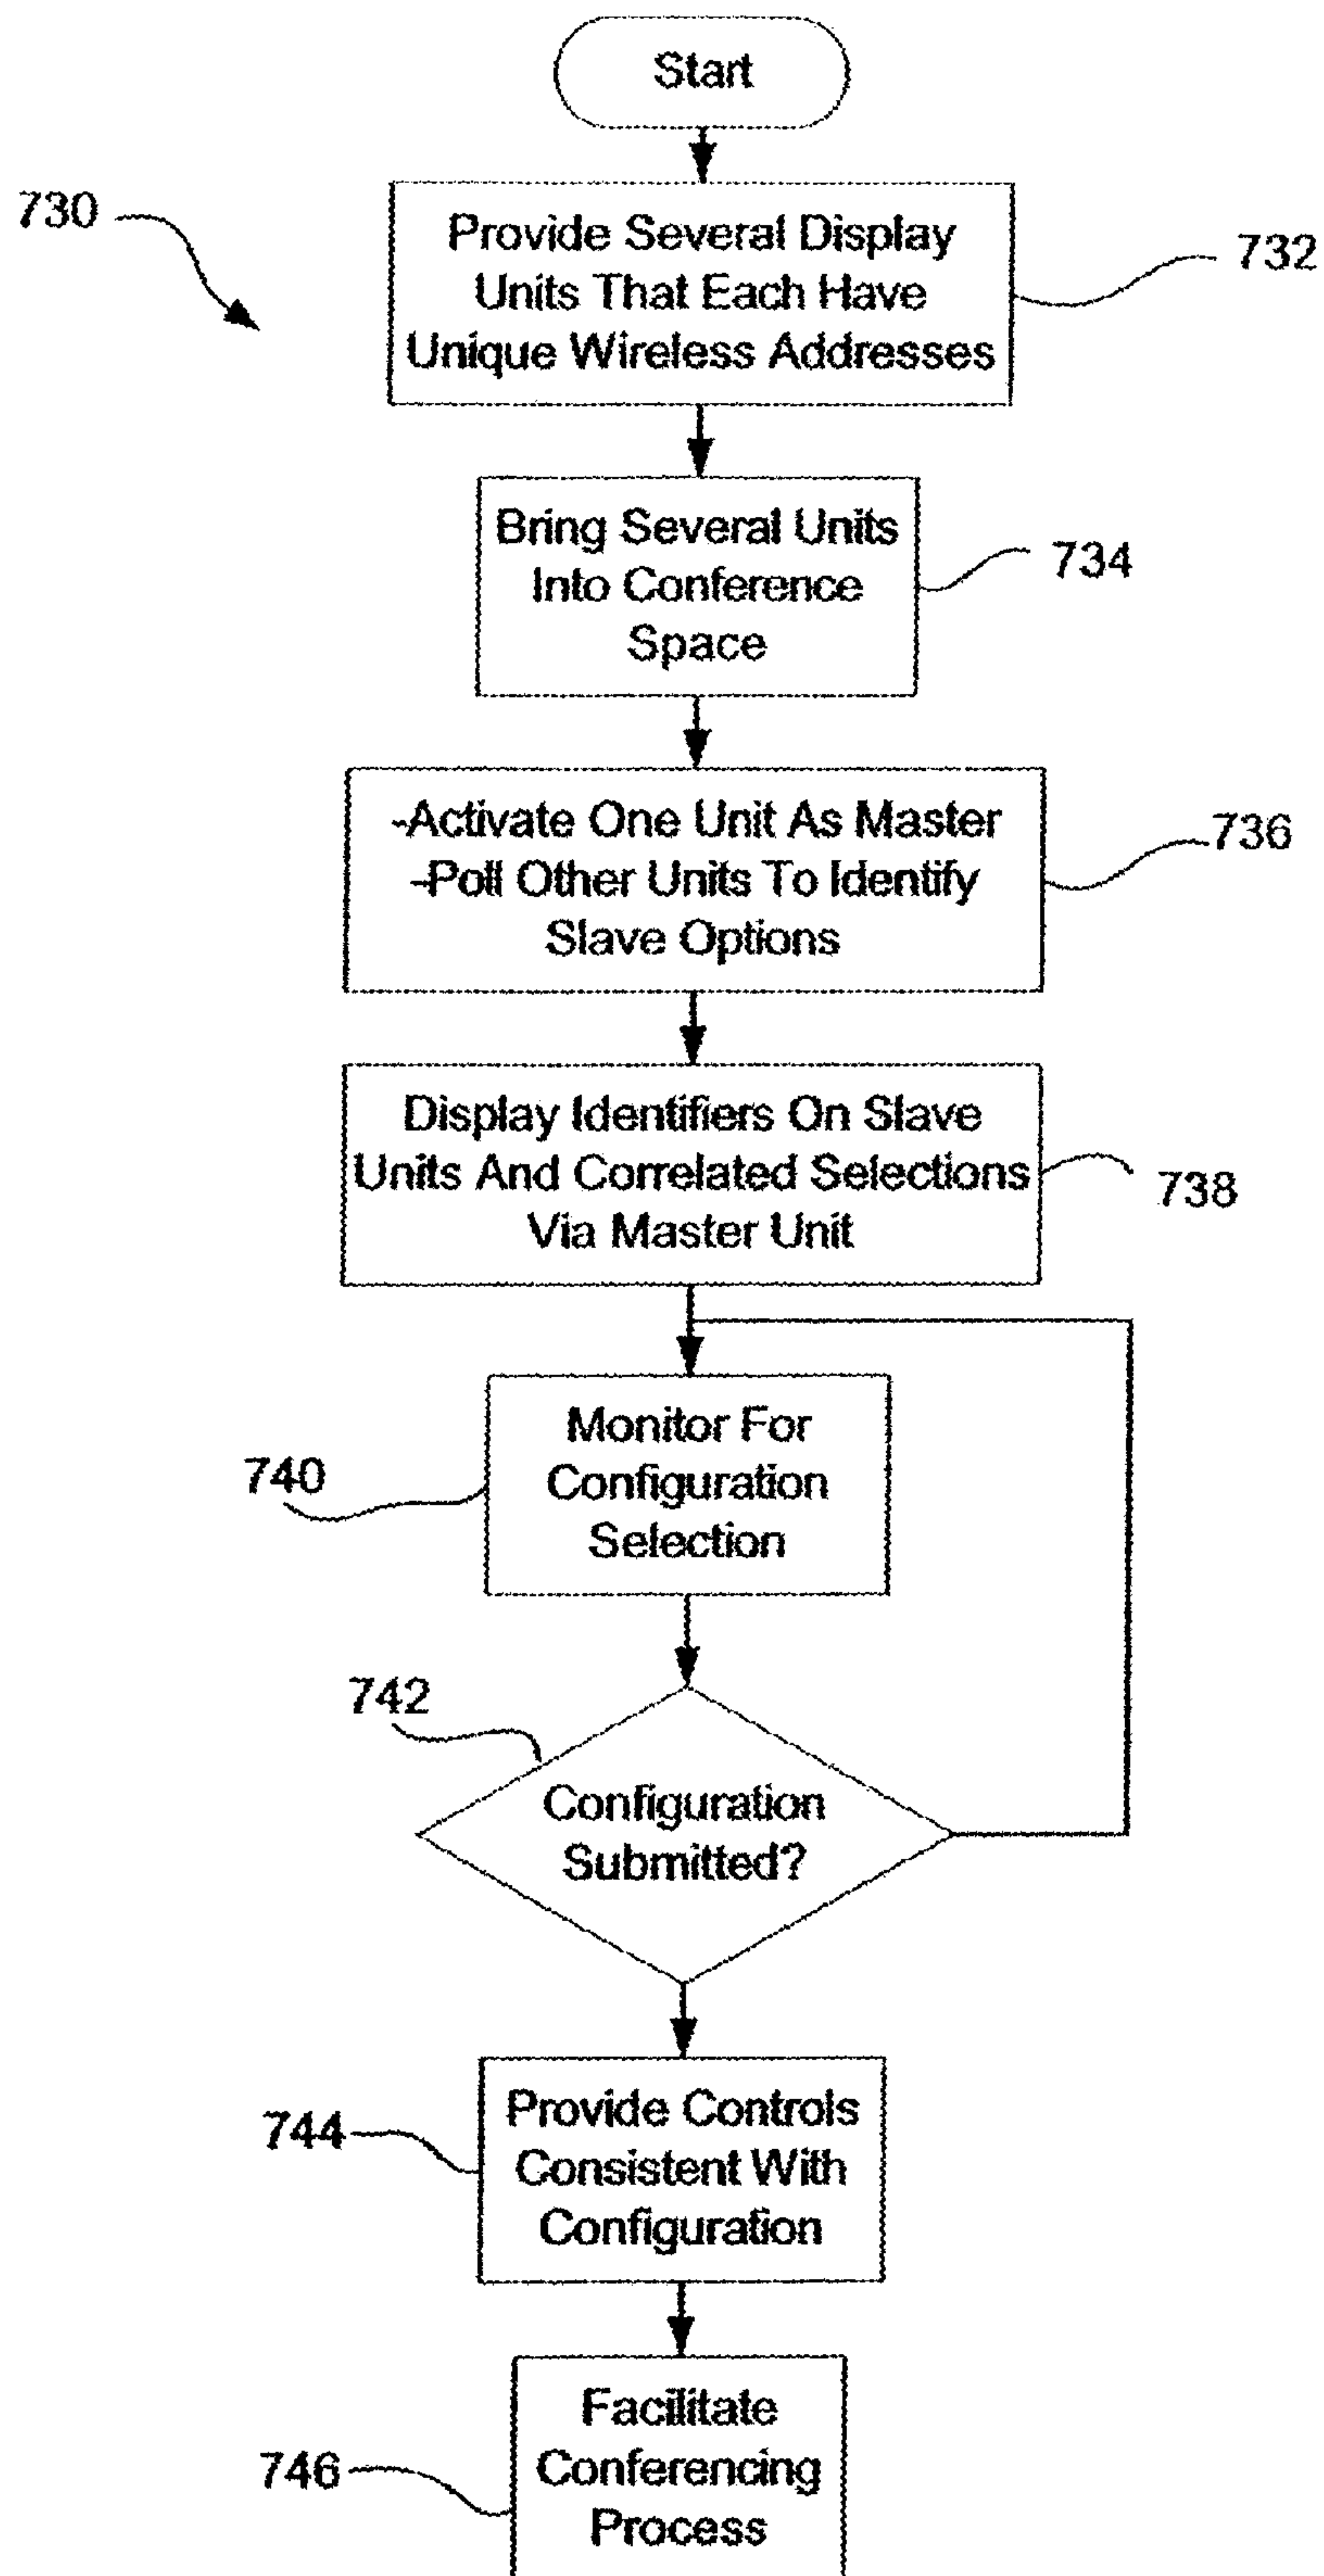 Start
730
Provide Several Display
Units That Each Have
Unique Wireless Addresses
732
Bring Several Units
Into Conference
Space
734
-Activate One Unit As Master
-Poll Other Units To Identify
Slave Options
736
Display Identifiers On Slave
Units And Correlated Selections
Via Master Unit
738
Monitor For
Configuration
Selection
740
742
Configuration
Submitted?
Provide Controls
Consistent With
Configuration
744
Facilitate
Conferencing
Process
746